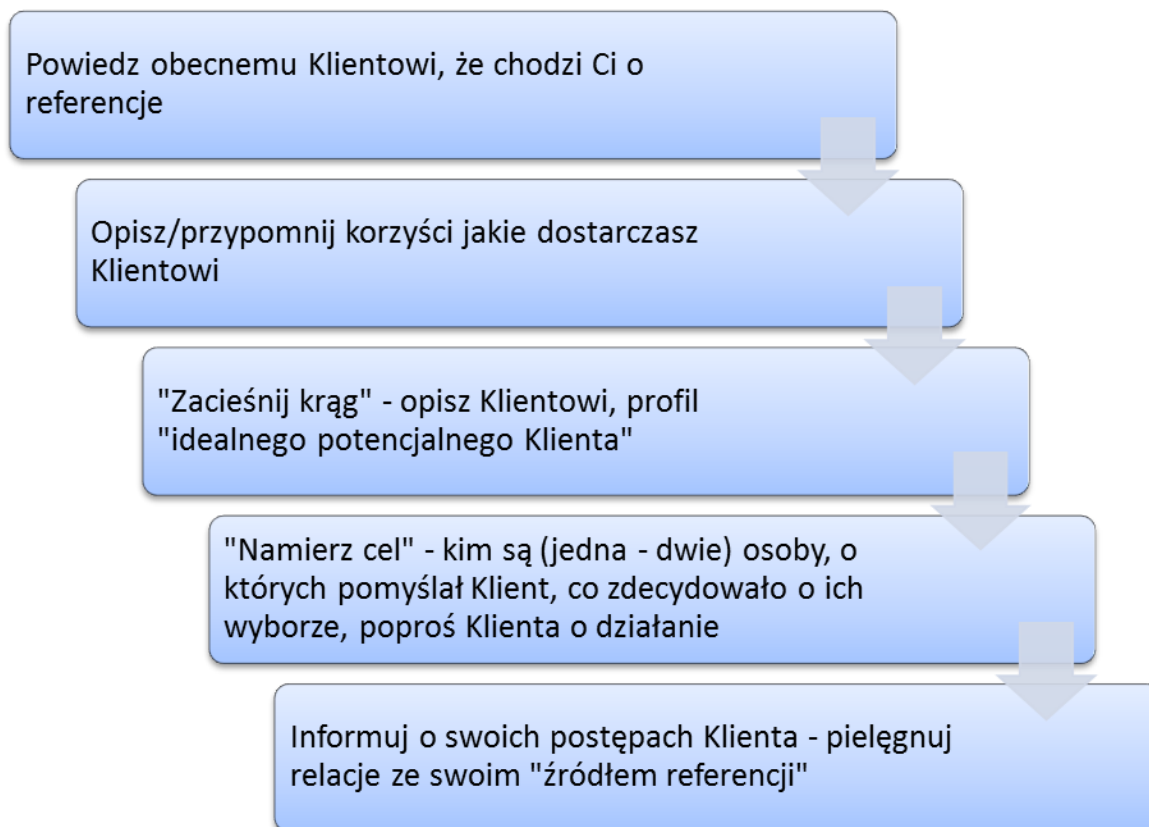 Powiedz obecnemu Klientowi, że chodzi Ci o
referencje
Opisz/przypomnij korzyści jakie dostarczasz
Klientowi
"Zacieśnij krąg" - opisz Klientowi, profil
"idealnego potencjalnego Klienta"
"Namierz cel" - kim są (jedna - dwie) osoby, o
których pomyślał Klient, co zdecydowało o ich
wyborze, poproś Klienta o działanie
Informuj o swoich postępach Klienta - pielęgnuj
relacje ze swoim "źródłem referencji"